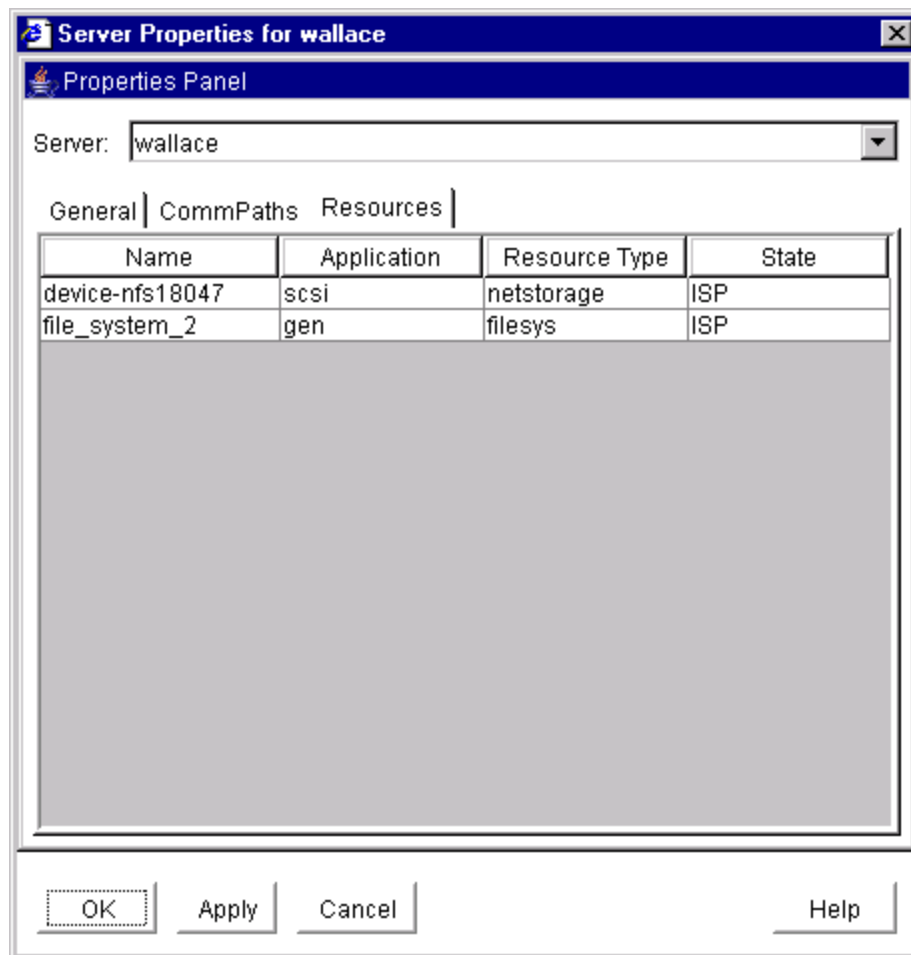 Server Properties for wallace
Properties Panel
Server: wallace
General CommPaths Resources
Name Application Resource Type State
device-nfs18047 scsi netstorage ISP
file_system_2 gen filesys ISP
OK Apply Cancel Help